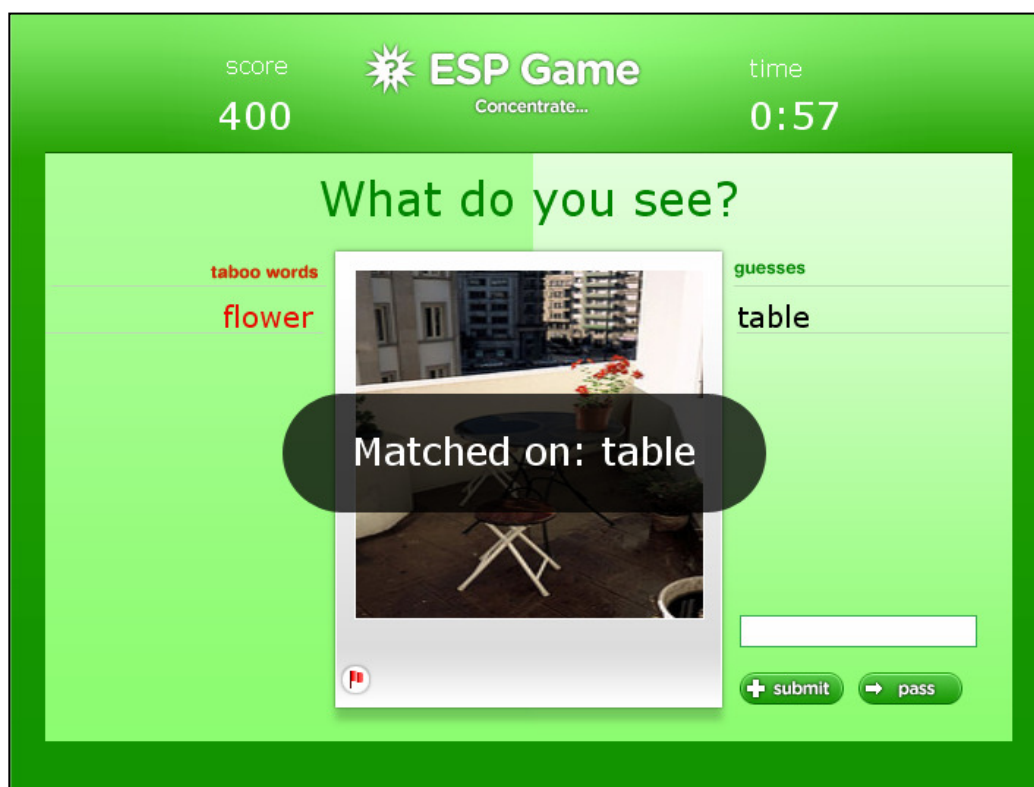 score
ESP Game
time
Concentrate...
400
0:57
What do you see?
taboo words
guesses
flower
table
Matched on: table
submit
pass